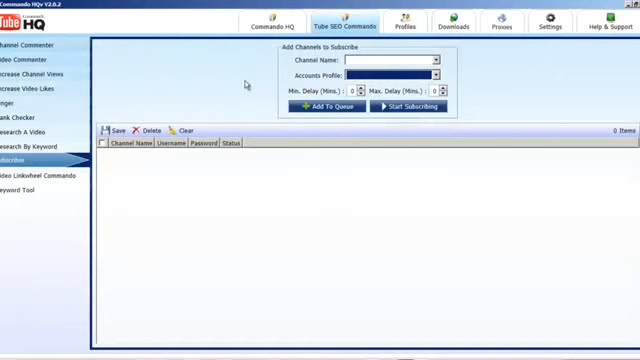 Commando HQv V2.0.2
Tube Commando HQ
Commando HQ
Tube SEO Commando
Profiles
Downloads
Proxies
Settings
Help & Support
hannel Commenter
ideo Commenter
ncrease Channel Views
ncrease Video Likes
inger
ank Checker
esearch A Video
esearch By Keyword
ubscriber
ideo Linkwheel Commando
eyword Tool
Add Channels to Subscribe
Channel Name:
Accounts Profile:
Min. Delay (Mins.) : 0 Max. Delay (Mins.) : 0
Add To Queue Start Subscribing
Save Delete Clear 0 Items
Channel Name Username Password Status